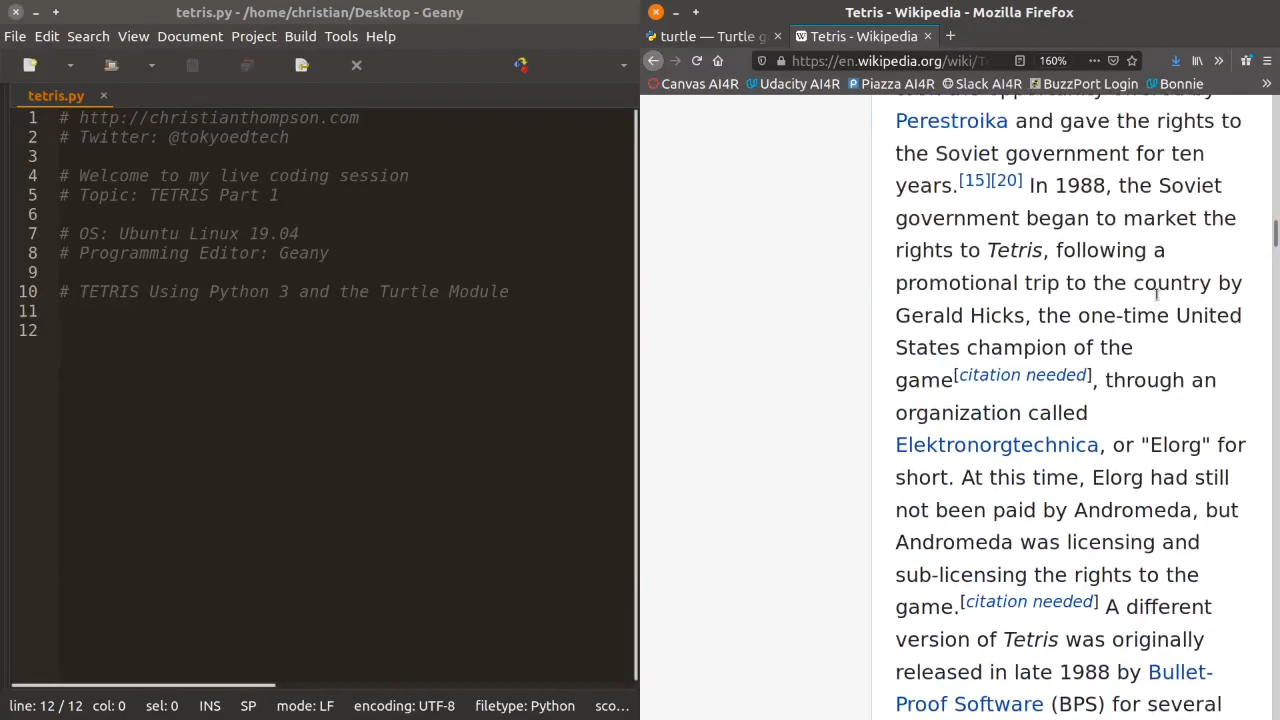 tetris.py - /home/christian/Desktop - Geany
File Edit Search View Document Project Build Tools Help
tetris.py
1 # http://christianthompson.com
2 # Twitter: @tokyoedtech
3
4 # Welcome to my live coding session
5 # Topic: TETRIS Part 1
6
7 # OS: Ubuntu Linux 19.04
8 # Programming Editor: Geany
9
10 # TETRIS Using Python 3 and the Turtle Module
11
12
line: 12 / 12 col: 0 sel: 0 INS SP mode: LF encoding: UTF-8 filetype: Python sco...
Tetris - Wikipedia - Mozilla Firefox
turtle — Turtle g Tetris - Wikipedia
https://en.wikipedia.org/wiki/Te 160%
Canvas AI4R Udacity AI4R Piazza AI4R Slack AI4R BuzzPort Login Bonnie
Perestroika and gave the rights to
the Soviet government for ten
years.[15][20] In 1988, the Soviet
government began to market the
rights to Tetris, following a
promotional trip to the country by
Gerald Hicks, the one-time United
States champion of the
game[citation needed], through an
organization called
Elektronorgtechnica, or "Elorg" for
short. At this time, Elorg had still
not been paid by Andromeda, but
Andromeda was licensing and
sub-licensing the rights to the
game.[citation needed] A different
version of Tetris was originally
released in late 1988 by Bullet-
Proof Software (BPS) for several